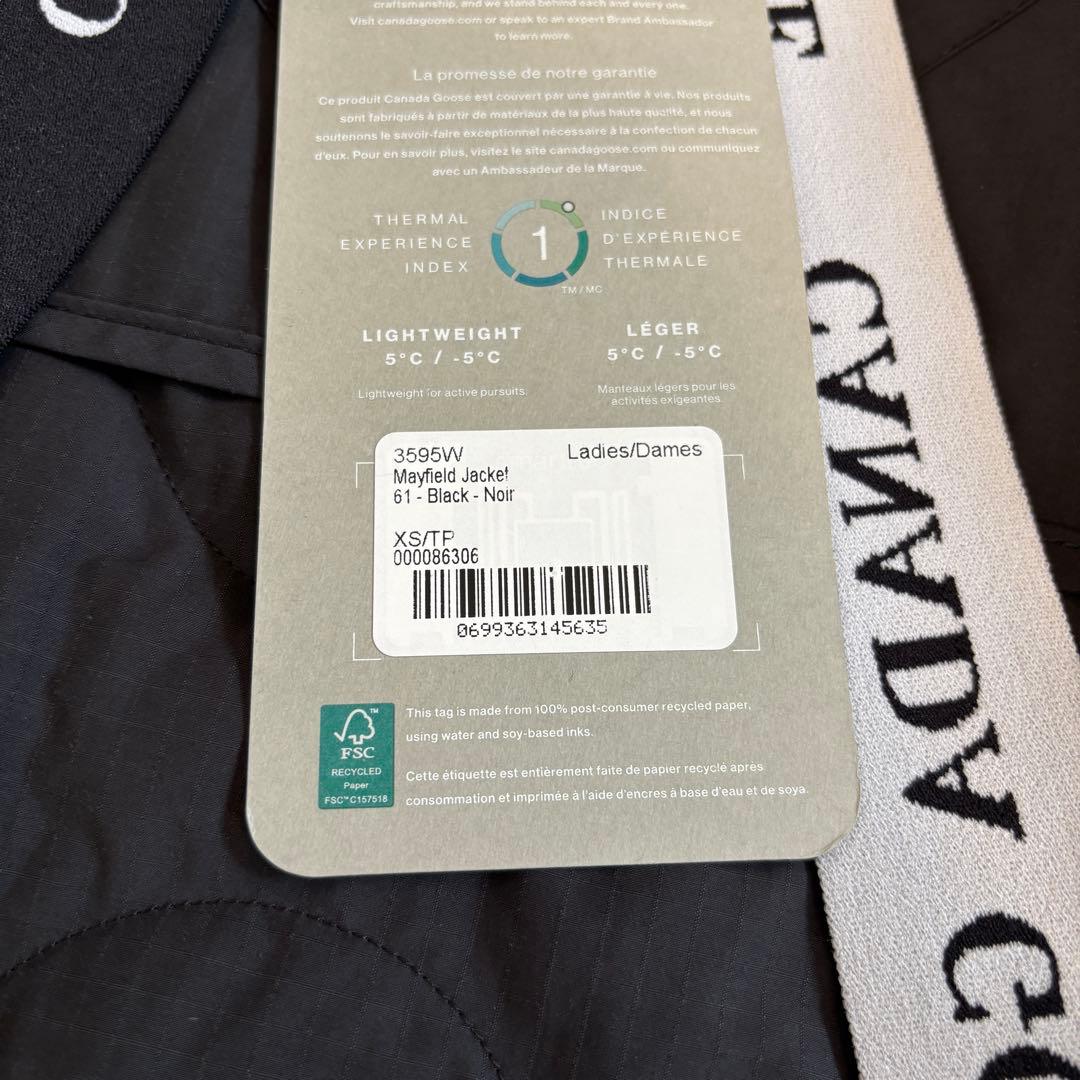 craftsmanship, and we stand behind each and every one.
Visit canadagoose.com or speak to an expert Brand Ambassador
to learn more.
La promesse de notre garantie
Ce produit Canada Goose est couvert par une garantie à vie. Nos produits
sont fabriqués à partir de matériaux de la plus haute qualité, et nous
soutenons le savoir-faire exceptionnel nécessaire à la confection de chacun
d'eux. Pour en savoir plus, visitez le site canadagoose.com ou communiquez
avec un Ambassadeur de la Marque.
THERMAL
EXPERIENCE
INDEX
1
TM/MC
INDICE
D'EXPÉRIENCE
THERMALE
LIGHTWEIGHT
5°C / -5°C
Lightweight for active pursuits.
LÉGER
5°C / -5°C
Manteaux légers pour les
activités exigeantes.
3595W Ladies/Dames
Mayfield Jacket
61 - Black - Noir
XS/TP
000086306
0699363145635
FSC™
RECYCLED
Paper
FSC™ C157518
This tag is made from 100% post-consumer recycled paper,
using water and soy-based inks.
Cette étiquette est entièrement faite de papier recyclé après
consommation et imprimée à l'aide d'encres à base d'eau et de soya.
E
CANADA GO